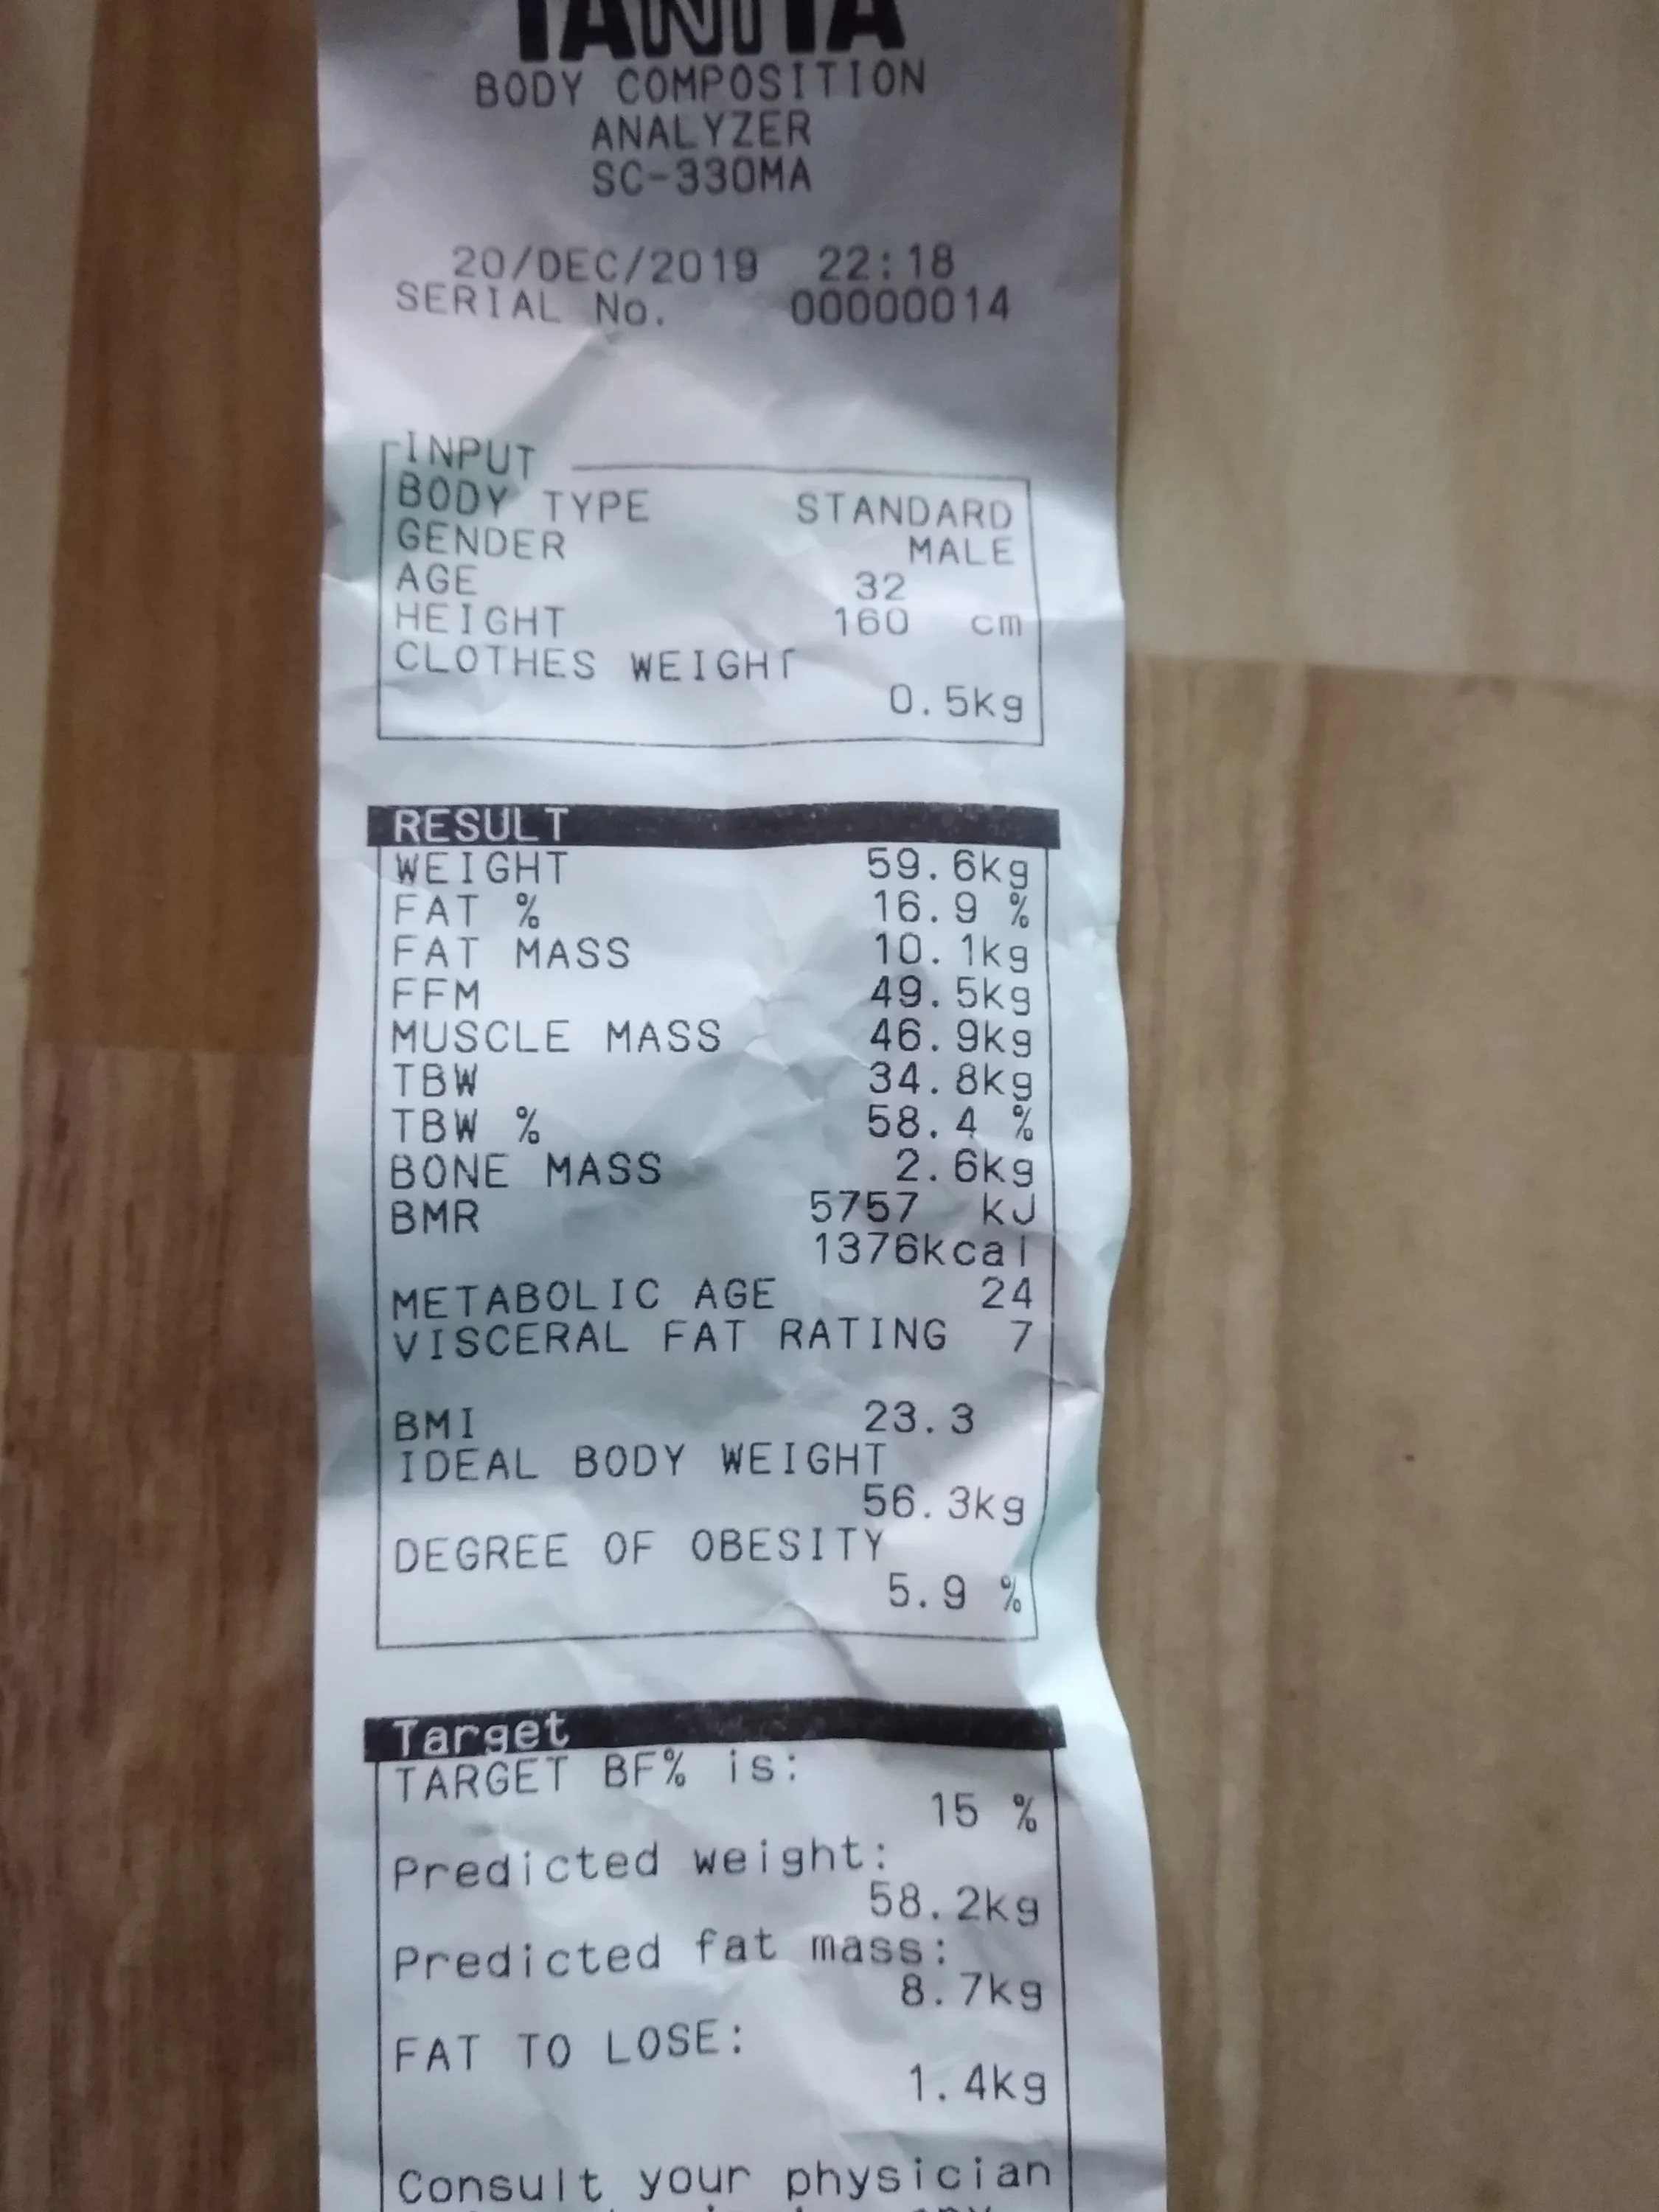 TANITA
BODY COMPOSITION
ANALYZER
SC-330MA
20/DEC/2019 22:18
SERIAL No. 00000014
INPUT
BODY TYPE STANDARD
GENDER MALE
AGE 32
HEIGHT 160 cm
CLOTHES WEIGHT
0.5kg
RESULT
WEIGHT 59.6kg
FAT % 16.9 %
FAT MASS 10.1kg
FFM 49.5kg
MUSCLE MASS 46.9kg
TBW 34.8kg
TBW % 58.4 %
BONE MASS 2.6kg
BMR 5757 kJ
1376kcal
METABOLIC AGE 24
VISCERAL FAT RATING 7
BMI 23.3
IDEAL BODY WEIGHT
56.3kg
DEGREE OF OBESITY
5.9 %
Target
TARGET BF% is:
15 %
Predicted weight:
58.2kg
Predicted fat mass:
8.7kg
FAT TO LOSE:
1.4kg
Consult your physician